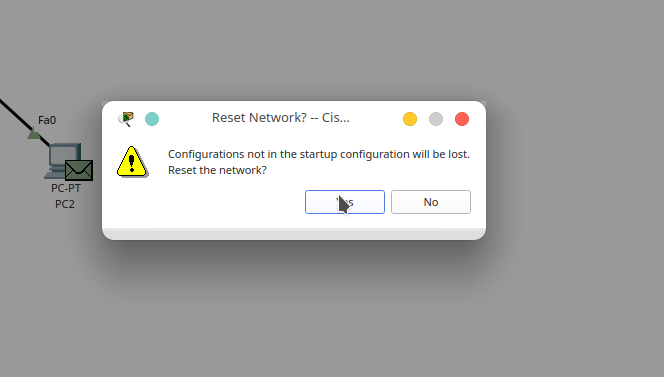 Reset Network? -- Cis...
Fa0
Configurations not in the startup configuration will be lost.
Reset the network?
PC-PT
PC2
No